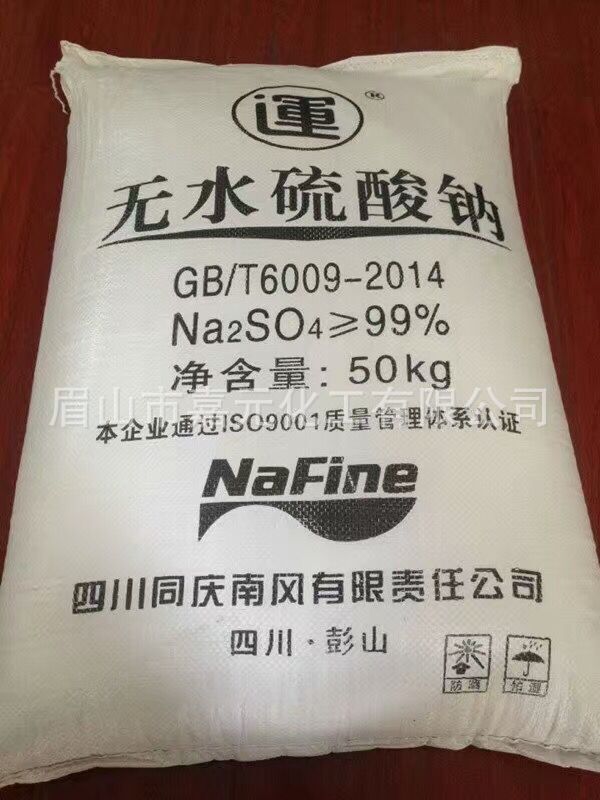 運 ®
无水硫酸钠
GB/T6009-2014
Na2SO4≥99%
净含量: 50kg
眉山市嘉元化工有限公司
本企业通过ISO9001质量管理体系认证
NaFine
四川同庆南风有限责任公司
四川·彭山
防潮